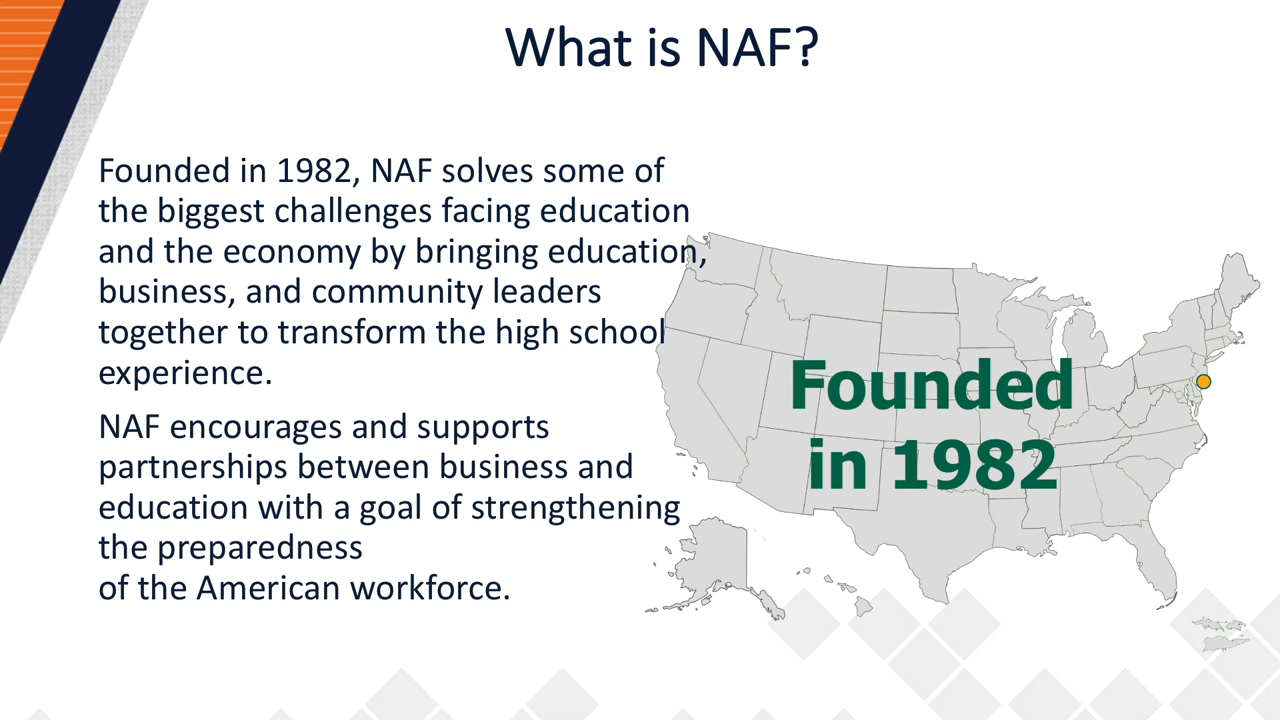 What is NAF?
Founded in 1982, NAF solves some of
the biggest challenges facing education
and the economy by bringing education,
business, and community leaders
together to transform the high school
experience.
NAF encourages and supports
partnerships between business and
education with a goal of strengthening
the preparedness
of the American workforce.
Founded
in 1982